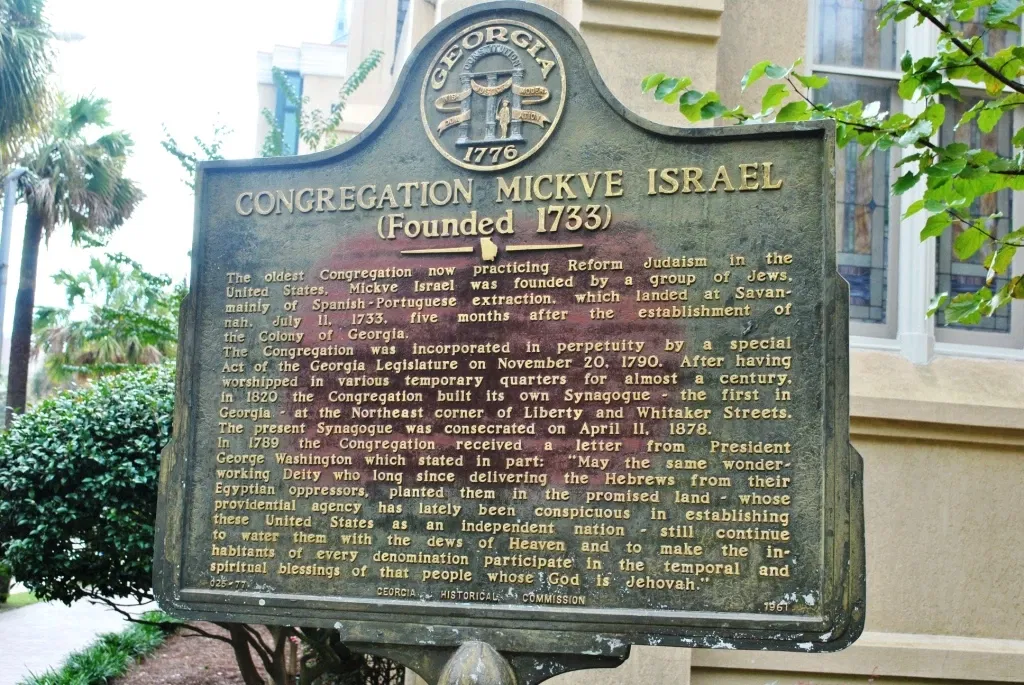 GEORGIA
CONSTITUTION
1776
CONGREGATION MICKVE ISRAEL
(Founded 1733)
The oldest Congregation now practicing Reform Judaism in the
United States, Mickve Israel was founded by a group of Jews,
mainly of Spanish-Portuguese extraction, which landed at Savan-
nah, July 11, 1733, five months after the establishment of
the Colony of Georgia.
The Congregation was incorporated in perpetuity by a special
Act of the Georgia Legislature on November 20, 1790. After having
worshipped in various temporary quarters for almost a century,
in 1820 the Congregation built its own Synagogue - the first in
Georgia - at the Northeast corner of Liberty and Whitaker Streets.
The present Synagogue was consecrated on April 11, 1878.
In 1789 the Congregation received a letter from President
George Washington which stated in part: "May the same wonder-
working Deity who long since delivering the Hebrews from their
Egyptian oppressors, planted them in the promised land - whose
providential agency has lately been conspicuous in establishing
these United States as an independent nation - still continue
to water them with the dews of Heaven and to make the in-
habitants of every denomination participate in the temporal and
spiritual blessings of that people whose God is Jehovah."
025-77 GEORGIA HISTORICAL COMMISSION 1961